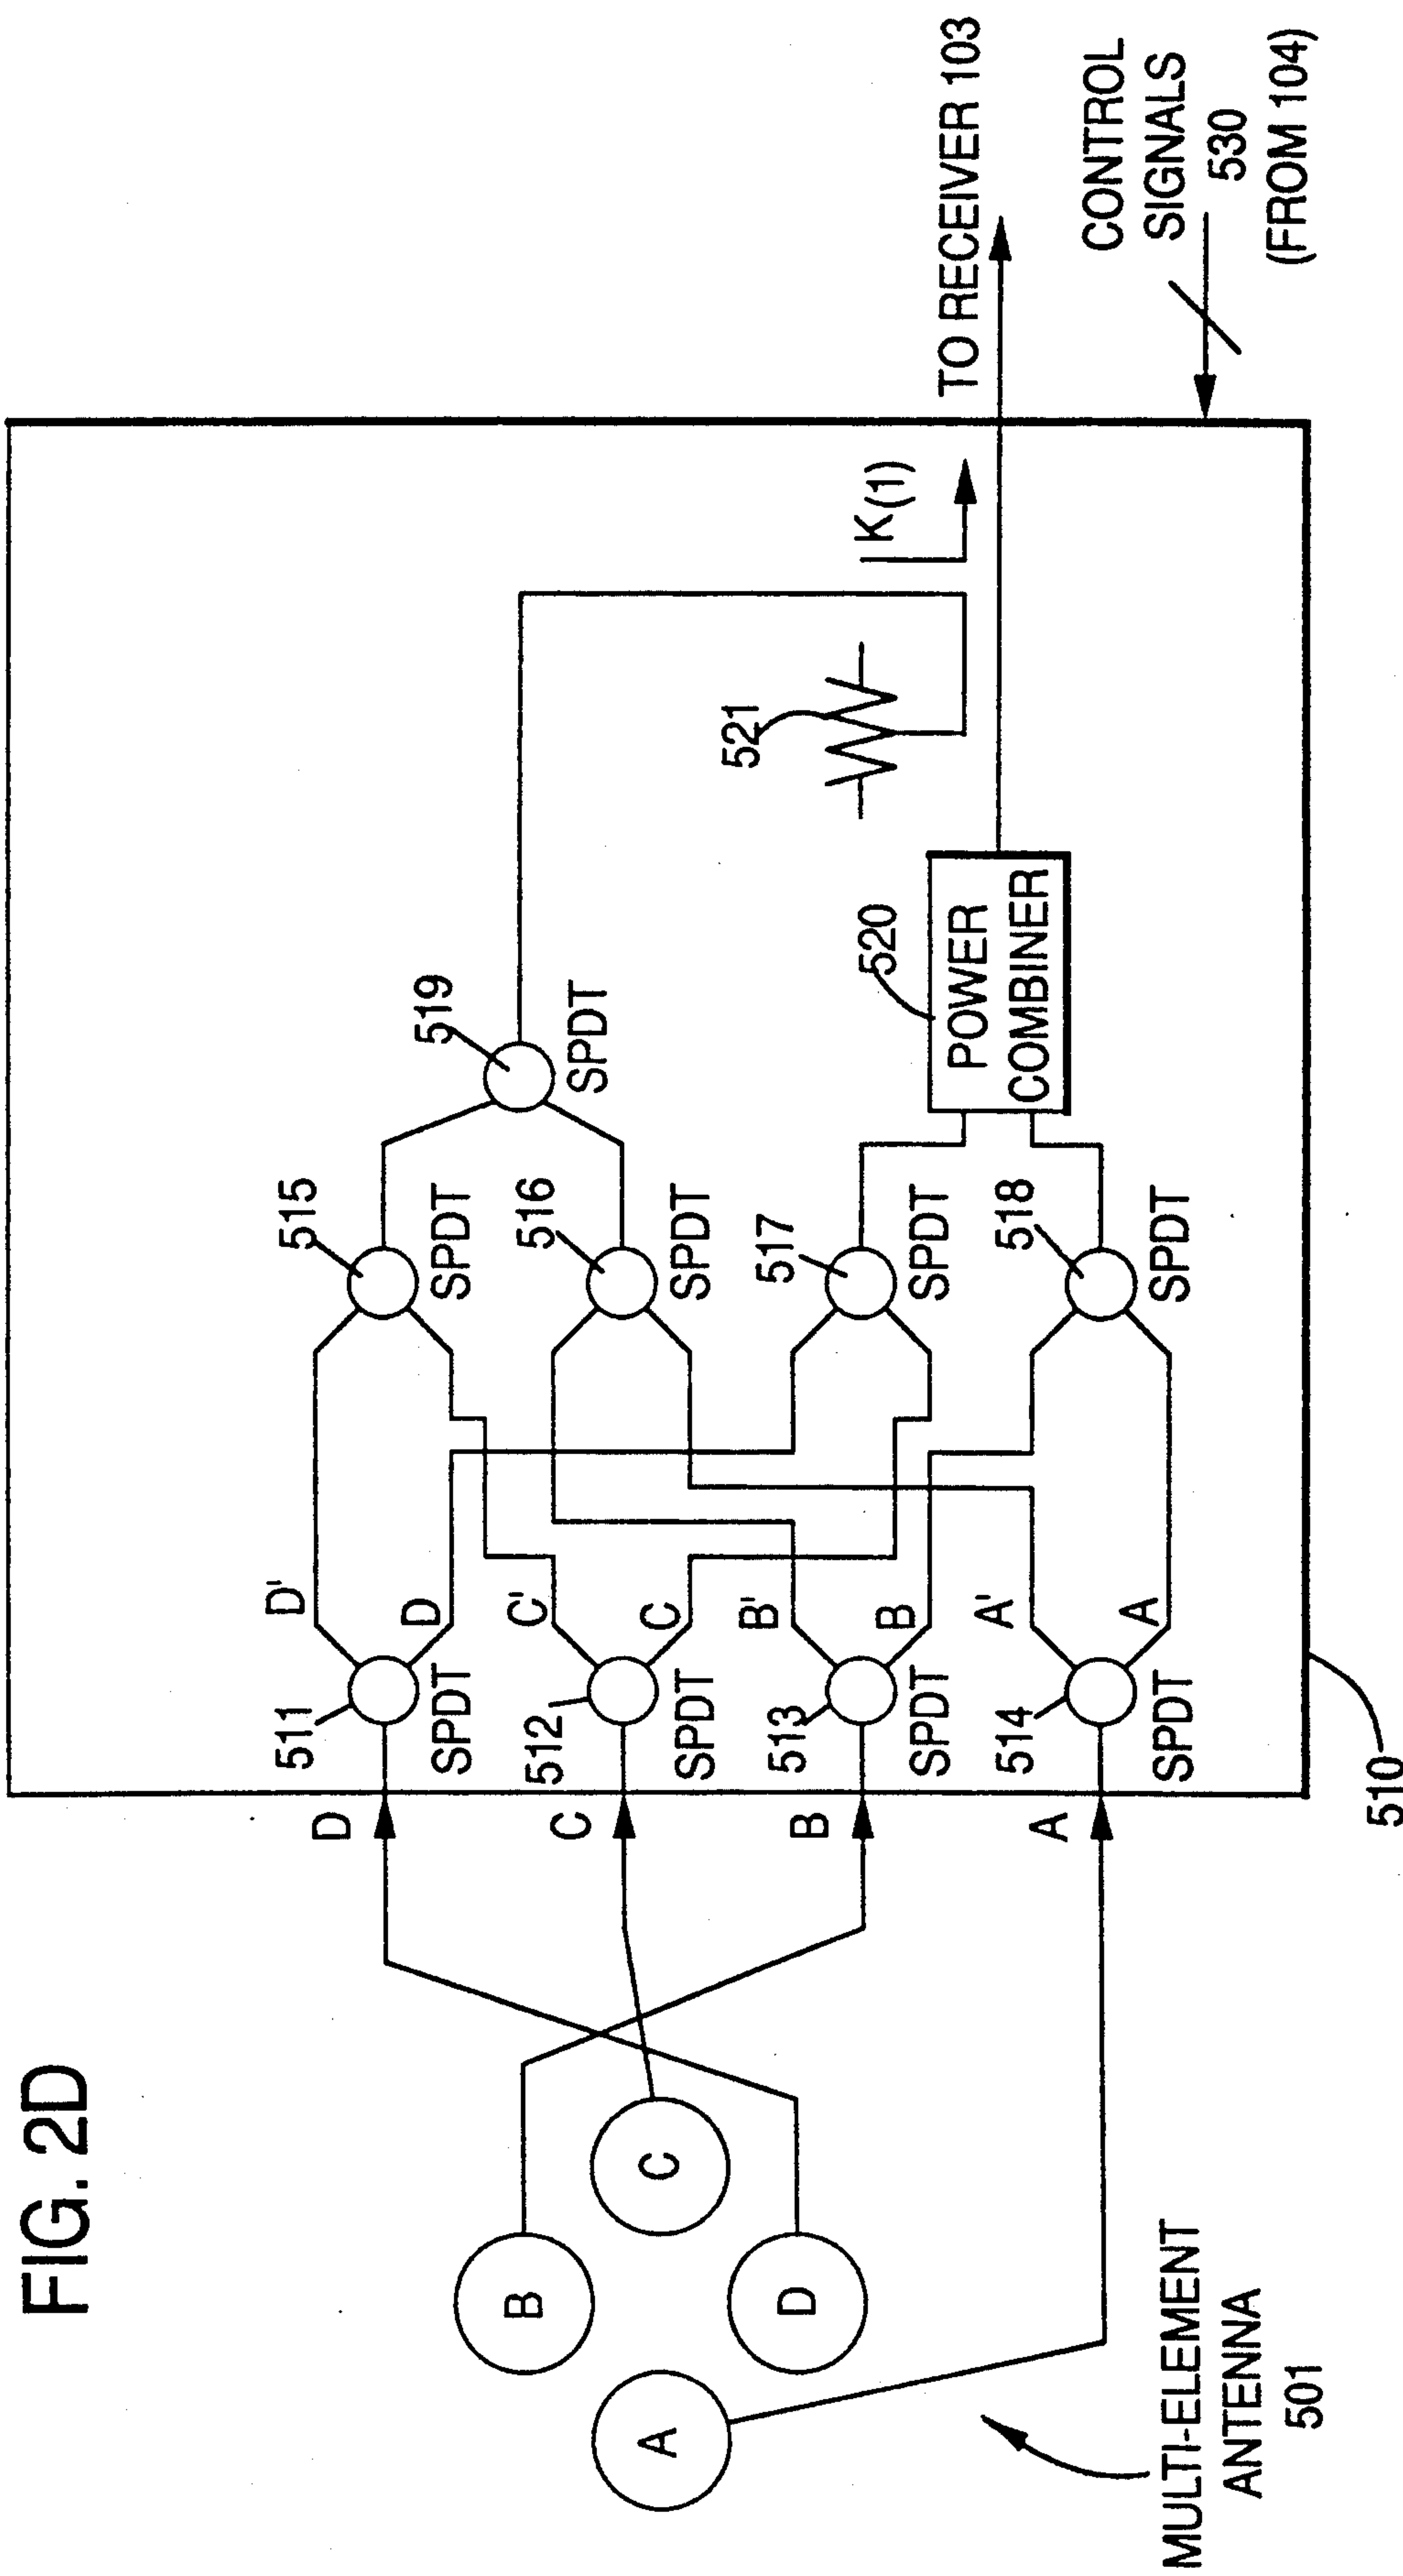 FIG. 2D
B
C
D
A
MULTI-ELEMENT
ANTENNA
501
D
C
B
A
510
511
SPDT
512
SPDT
513
SPDT
514
SPDT
D'
D
C'
C
B'
B
A'
A
515
SPDT
516
SPDT
517
SPDT
518
SPDT
519
SPDT
520
POWER
COMBINER
521
K(1)
TO RECEIVER 103
CONTROL
SIGNALS
530
(FROM 104)